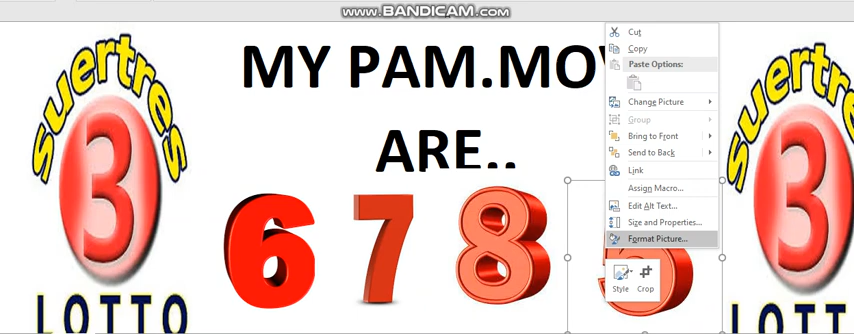 www.BANDICAM.com
suertres
3
LOTTO
MY PAM.MOV
ARE..
6 7 8
Cut
Copy
Paste Options:
Change Picture
Group
Bring to Front
Send to Back
Link
Assign Macro...
Edit Alt Text...
Size and Properties...
Format Picture...
Style
Crop
suertres
3
LOTTO